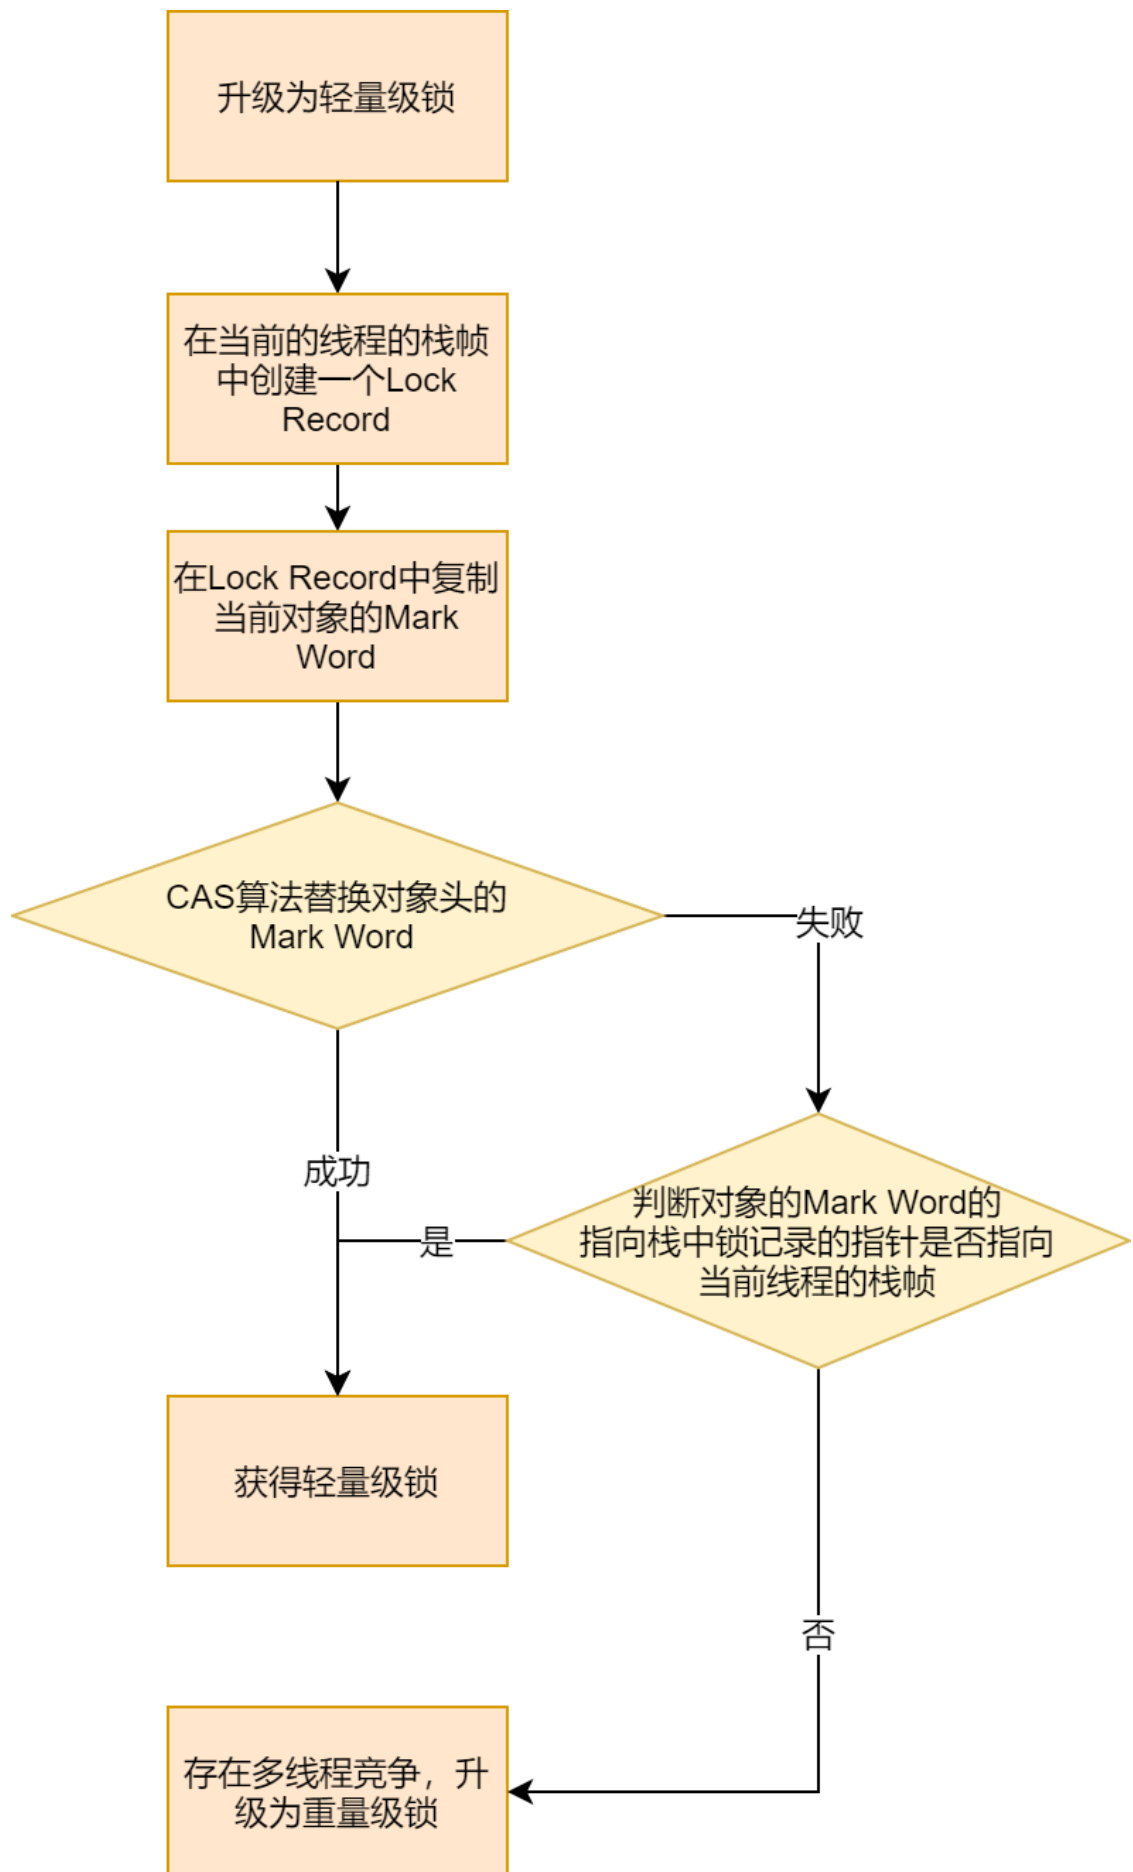 升级为轻量级锁
在当前的线程的栈帧
中创建一个Lock
Record
在Lock Record中复制
当前对象的Mark
Word
CAS算法替换对象头的
Mark Word
失败
成功
判断对象的Mark Word的
指向栈中锁记录的指针是否指向
当前线程的栈帧
是
获得轻量级锁
否
存在多线程竞争，升
级为重量级锁